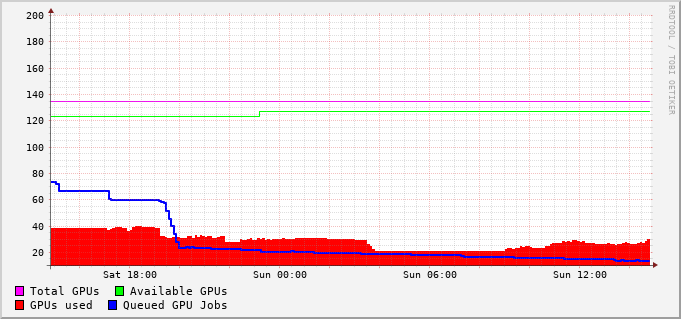 200
180
160
140
120
100
80
60
40
20
Sat 18:00 Sun 00:00 Sun 06:00 Sun 12:00
Total GPUs Available GPUs
GPUs used Queued GPU Jobs
RRDTOOL / TOBI OETIKER